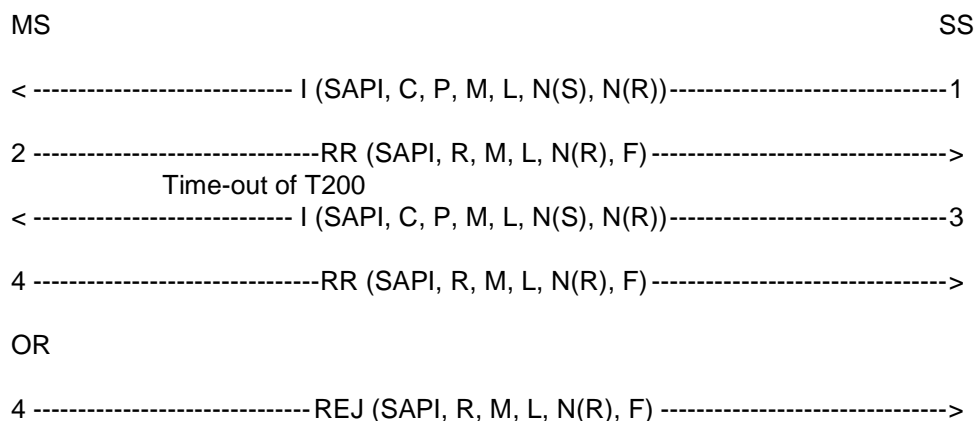 MS SS
< ----------------------------- I (SAPI, C, P, M, L, N(S), N(R))-------------------------------1
2 --------------------------------RR (SAPI, R, M, L, N(R), F) --------------------------------->
Time-out of T200
< ----------------------------- I (SAPI, C, P, M, L, N(S), N(R))-------------------------------3
4 --------------------------------RR (SAPI, R, M, L, N(R), F) --------------------------------->
OR
4 -------------------------------REJ (SAPI, R, M, L, N(R), F) -------------------------------->